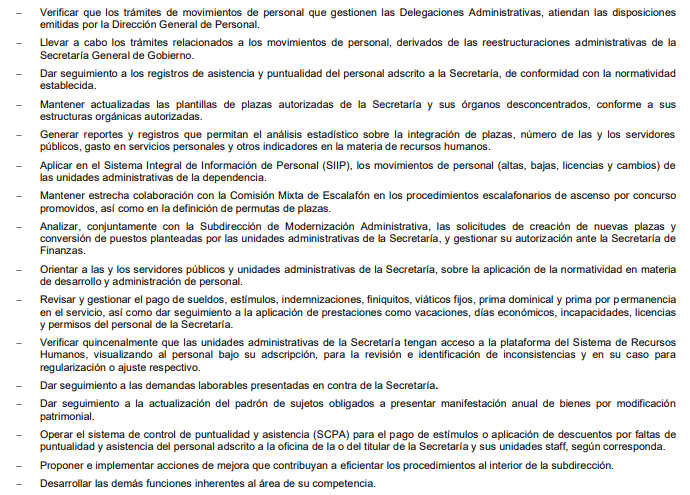 – Verificar que los trámites de movimientos de personal que gestionen las Delegaciones Administrativas, atiendan las disposiciones
emitidas por la Dirección General de Personal.
– Llevar a cabo los trámites relacionados a los movimientos de personal, derivados de las reestructuraciones administrativas de la
Secretaría General de Gobierno.
– Dar seguimiento a los registros de asistencia y puntualidad del personal adscrito a la Secretaría, de conformidad con la normatividad
establecida.
– Mantener actualizadas las plantillas de plazas autorizadas de la Secretaría y sus órganos desconcentrados, conforme a sus
estructuras orgánicas autorizadas.
– Generar reportes y registros que permitan el análisis estadístico sobre la integración de plazas, número de las y los servidores
públicos, gasto en servicios personales y otros indicadores en la materia de recursos humanos.
– Aplicar en el Sistema Integral de Información de Personal (SIIP), los movimientos de personal (altas, bajas, licencias y cambios) de
las unidades administrativas de la dependencia.
– Mantener estrecha colaboración con la Comisión Mixta de Escalafón en los procedimientos escalafonarios de ascenso por concurso
promovidos, así como en la definición de permutas de plazas.
– Analizar, conjuntamente con la Subdirección de Modernización Administrativa, las solicitudes de creación de nuevas plazas y
conversión de puestos planteadas por las unidades administrativas de la Secretaría, y gestionar su autorización ante la Secretaría de
Finanzas.
– Orientar a las y los servidores públicos y unidades administrativas de la Secretaría, sobre la aplicación de la normatividad en materia
de desarrollo y administración de personal.
– Revisar y gestionar el pago de sueldos, estímulos, indemnizaciones, finiquitos, viáticos fijos, prima dominical y prima por permanencia
en el servicio, así como dar seguimiento a la aplicación de prestaciones como vacaciones, días económicos, incapacidades, licencias
y permisos del personal de la Secretaría.
– Verificar quincenalmente que las unidades administrativas de la Secretaría tengan acceso a la plataforma del Sistema de Recursos
Humanos, visualizando al personal bajo su adscripción, para la revisión e identificación de inconsistencias y en su caso para
regularización o ajuste respectivo.
– Dar seguimiento a las demandas laborables presentadas en contra de la Secretaría.
– Dar seguimiento a la actualización del padrón de sujetos obligados a presentar manifestación anual de bienes por modificación
patrimonial.
– Operar el sistema de control de puntualidad y asistencia (SCPA) para el pago de estímulos o aplicación de descuentos por faltas de
puntualidad y asistencia del personal adscrito a la oficina de la o del titular de la Secretaría y sus unidades staff, según corresponda.
– Proponer e implementar acciones de mejora que contribuyan a eficientar los procedimientos al interior de la subdirección.
– Desarrollar las demás funciones inherentes al área de su competencia.